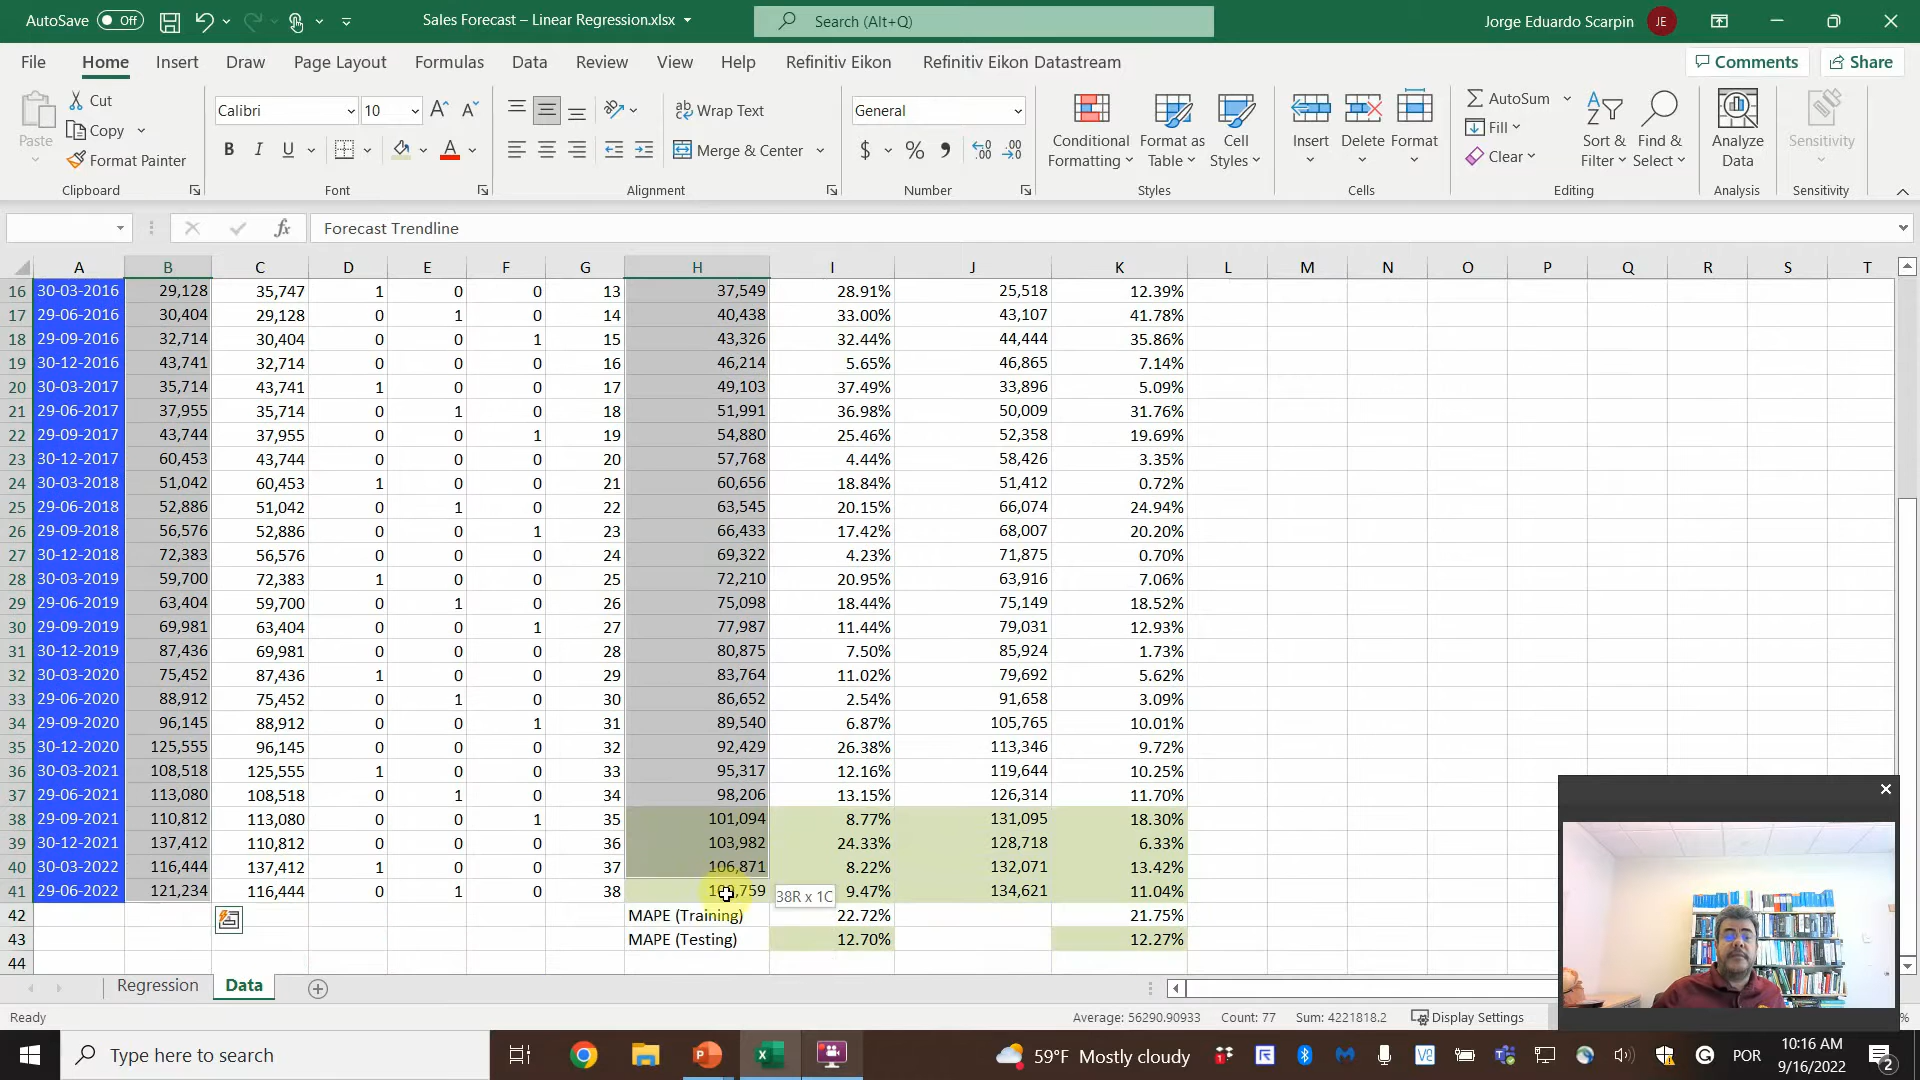 AutoSave Off Sales Forecast – Linear Regression.xlsx Search (Alt+Q) Jorge Eduardo Scarpin JE
File Home Insert Draw Page Layout Formulas Data Review View Help Refinitiv Eikon Refinitiv Eikon Datastream Comments Share
Paste Cut Copy Format Painter Clipboard
Calibri 10 B I U A Font
Wrap Text Merge & Center Alignment
General $ % Number
Conditional Formatting Format as Table Cell Styles Styles
Insert Delete Format Cells
AutoSum Fill Clear Sort & Filter Find & Select Editing
Analyze Data Analysis
Sensitivity Sensitivity
fx Forecast Trendline
A B C D E F G H I J K L M N O P Q R S T
16 30-03-2016 29,128 35,747 1 0 0 13 37,549 28.91% 25,518 12.39%
17 29-06-2016 30,404 29,128 0 1 0 14 40,438 33.00% 43,107 41.78%
18 29-09-2016 32,714 30,404 0 0 1 15 43,326 32.44% 44,444 35.86%
19 30-12-2016 43,741 32,714 0 0 0 16 46,214 5.65% 46,865 7.14%
20 30-03-2017 35,714 43,741 1 0 0 17 49,103 37.49% 33,896 5.09%
21 29-06-2017 37,955 35,714 0 1 0 18 51,991 36.98% 50,009 31.76%
22 29-09-2017 43,744 37,955 0 0 1 19 54,880 25.46% 52,358 19.69%
23 30-12-2017 60,453 43,744 0 0 0 20 57,768 4.44% 58,426 3.35%
24 30-03-2018 51,042 60,453 1 0 0 21 60,656 18.84% 51,412 0.72%
25 29-06-2018 52,886 51,042 0 1 0 22 63,545 20.15% 66,074 24.94%
26 29-09-2018 56,576 52,886 0 0 1 23 66,433 17.42% 68,007 20.20%
27 30-12-2018 72,383 56,576 0 0 0 24 69,322 4.23% 71,875 0.70%
28 30-03-2019 59,700 72,383 1 0 0 25 72,210 20.95% 63,916 7.06%
29 29-06-2019 63,404 59,700 0 1 0 26 75,098 18.44% 75,149 18.52%
30 29-09-2019 69,981 63,404 0 0 1 27 77,987 11.44% 79,031 12.93%
31 30-12-2019 87,436 69,981 0 0 0 28 80,875 7.50% 85,924 1.73%
32 30-03-2020 75,452 87,436 1 0 0 29 83,764 11.02% 79,692 5.62%
33 29-06-2020 88,912 75,452 0 1 0 30 86,652 2.54% 91,658 3.09%
34 29-09-2020 96,145 88,912 0 0 1 31 89,540 6.87% 105,765 10.01%
35 30-12-2020 125,555 96,145 0 0 0 32 92,429 26.38% 113,346 9.72%
36 30-03-2021 108,518 125,555 1 0 0 33 95,317 12.16% 119,644 10.25%
37 29-06-2021 113,080 108,518 0 1 0 34 98,206 13.15% 126,314 11.70%
38 29-09-2021 110,812 113,080 0 0 1 35 101,094 8.77% 131,095 18.30%
39 30-12-2021 137,412 110,812 0 0 0 36 103,982 24.33% 128,718 6.33%
40 30-03-2022 116,444 137,412 1 0 0 37 106,871 8.22% 132,071 13.42%
41 29-06-2022 121,234 116,444 0 1 0 38 38R x 1C 9.47% 134,621 11.04%
42 MAPE (Training) 22.72% 21.75%
43 MAPE (Testing) 12.70% 12.27%
44
Regression Data
Ready Average: 56290.90933 Count: 77 Sum: 4221818.2 Display Settings
Type here to search 59°F Mostly cloudy POR 10:16 AM
9/16/2022 2